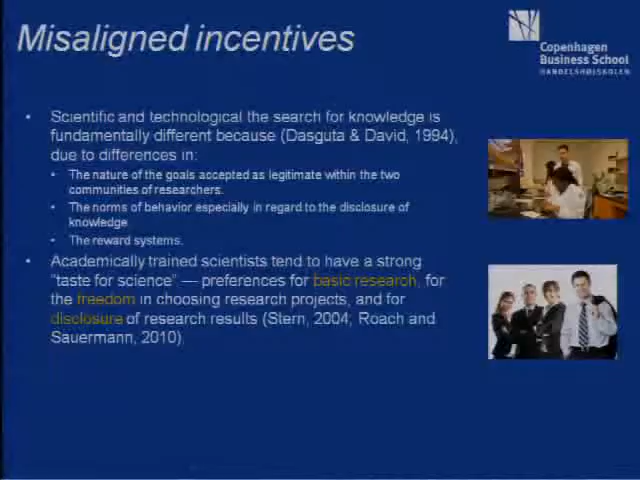 Misaligned incentives
Copenhagen
Business School
HANDELSHØJSKOLEN
• Scientific and technological the search for knowledge is
fundamentally different because (Dasguta & David, 1994),
due to differences in:
• The nature of the goals accepted as legitimate within the two
communities of researchers.
• The norms of behavior especially in regard to the disclosure of
knowledge
• The reward systems.
• Academically trained scientists tend to have a strong
"taste for science" — preferences for basic research, for
the freedom in choosing research projects, and for
disclosure of research results (Stern, 2004; Roach and
Sauermann, 2010)